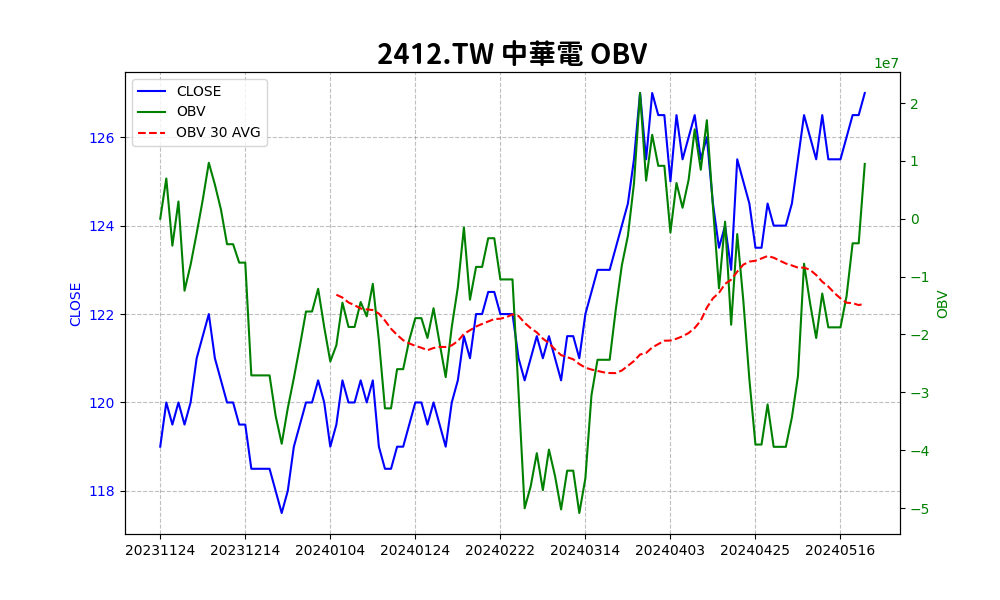 2412.TW 中華電 OBV
1e7
CLOSE
OBV
OBV 30 AVG
126
124
122
120
118
CLOSE
2
1
0
−1
−2
−3
−4
−5
OBV
20231124 20231214 20240104 20240124 20240222 20240314 20240403 20240425 20240516